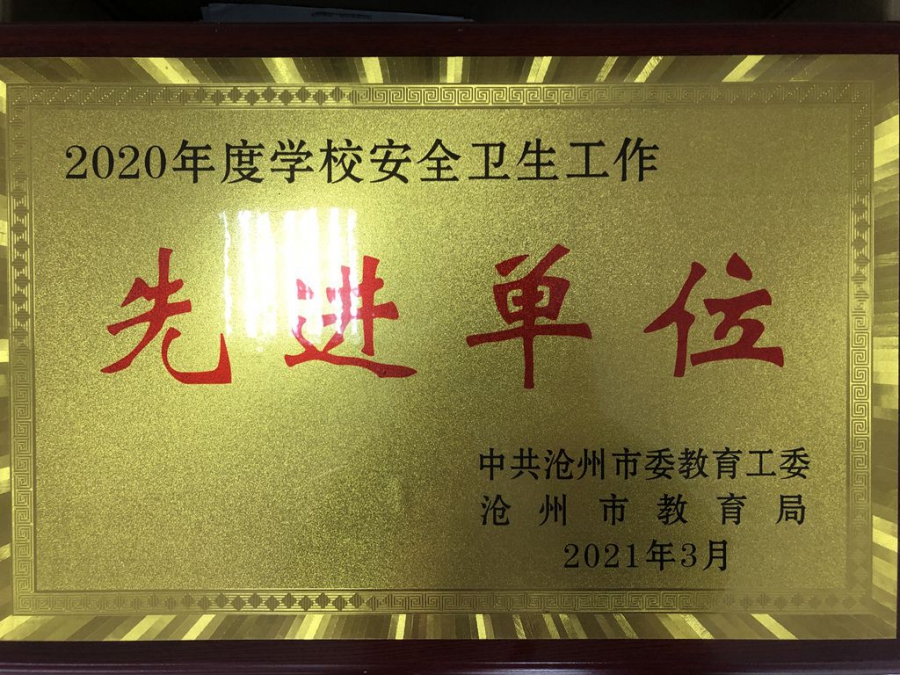 2020年度学校安全卫生工作
先进单位
中共沧州市委教育工委
沧州市教育局
2021年3月